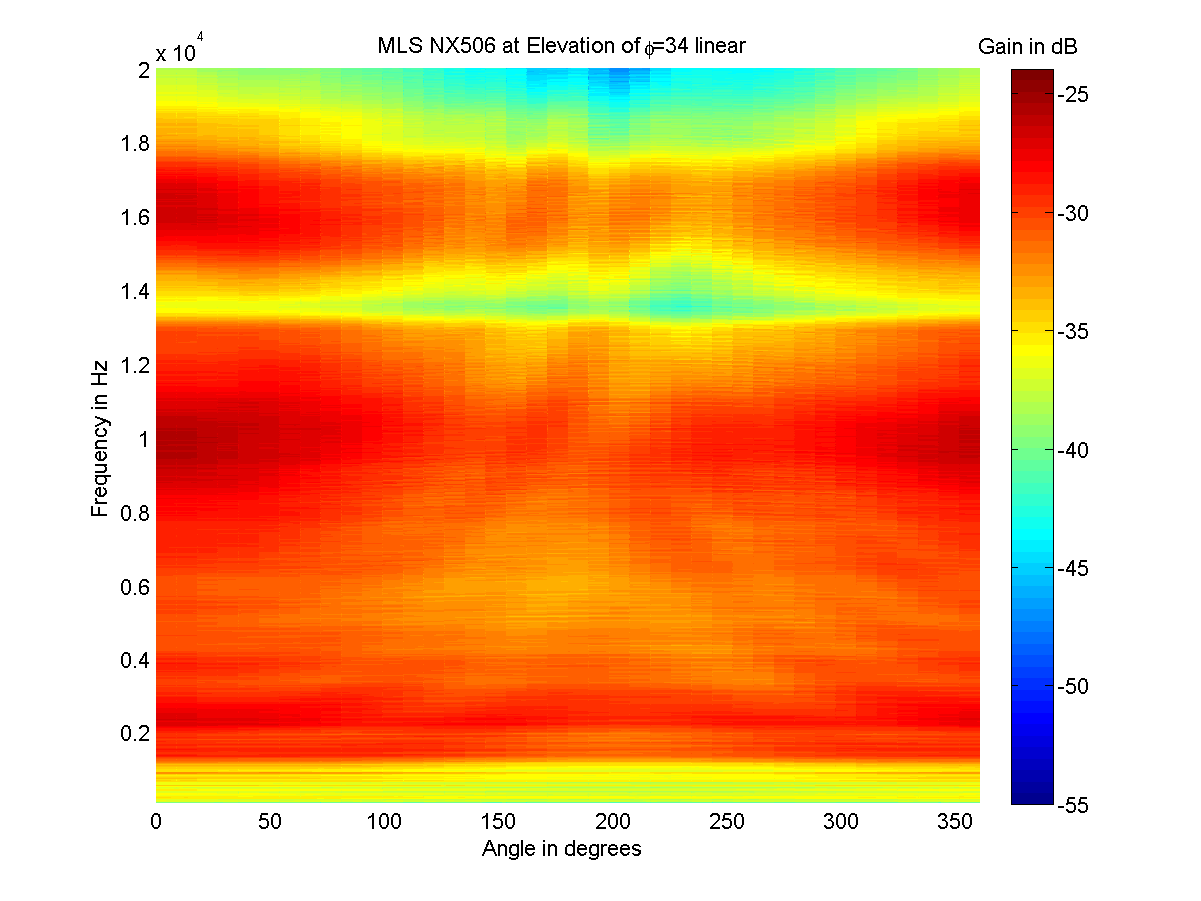 MLS NX506 at Elevation of ϕ=34 linear
Gain in dB
x 10^4
2
1.8
1.6
1.4
1.2
1
0.8
0.6
0.4
0.2
Frequency in Hz
0 50 100 150 200 250 300 350
Angle in degrees
-25
-30
-35
-40
-45
-50
-55